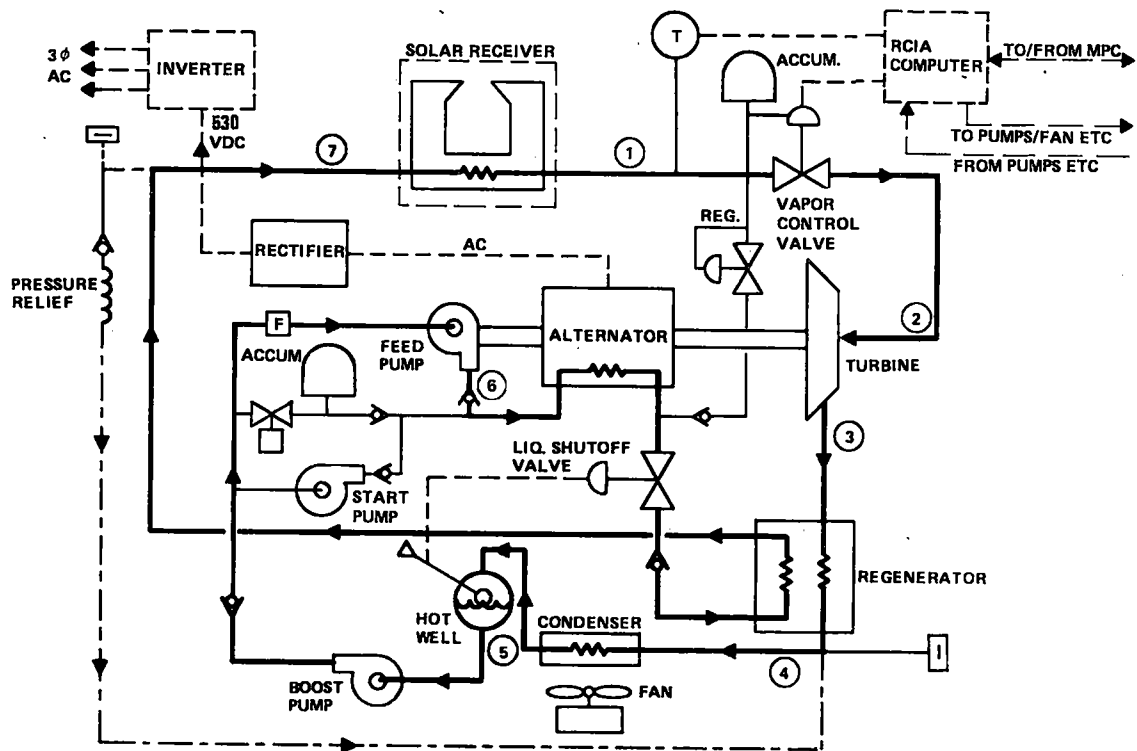 3φ
AC
INVERTER
530
VDC
SOLAR RECEIVER
T
ACCUM.
RCIA
COMPUTER
TO/FROM MPC
TO PUMPS/FAN ETC
FROM PUMPS ETC
7
1
VAPOR
CONTROL
VALVE
REG.
RECTIFIER
AC
PRESSURE
RELIEF
F
FEED
PUMP
ALTERNATOR
2
TURBINE
ACCUM
6
3
LIQ. SHUTOFF
VALVE
START
PUMP
REGENERATOR
HOT
WELL
CONDENSER
5
4
I
BOOST
PUMP
FAN